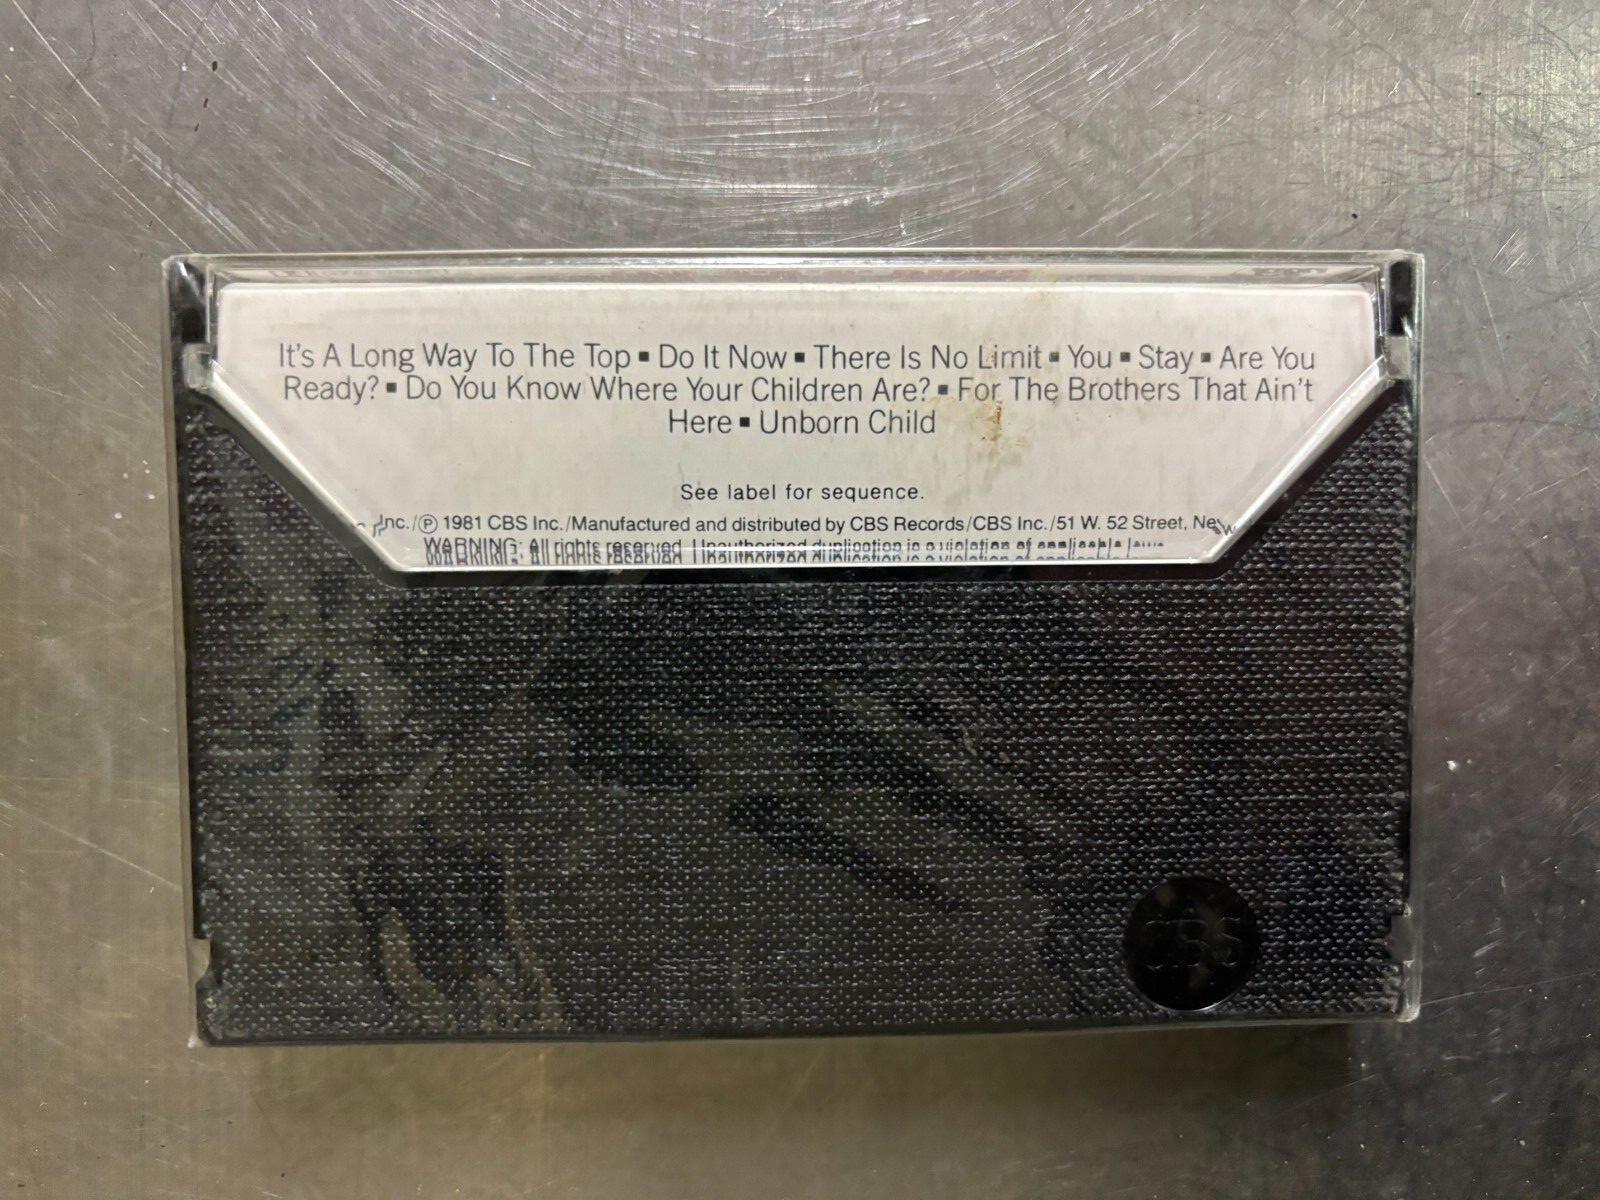 It's A Long Way To The Top ▪ Do It Now ▪ There Is No Limit ▪ You ▪ Stay ▪ Are You
Ready? ▪ Do You Know Where Your Children Are? ▪ For The Brothers That Ain't
Here ▪ Unborn Child
See label for sequence.
Inc./Ⓟ 1981 CBS Inc./Manufactured and distributed by CBS Records/CBS Inc./51 W. 52 Street, New
WARNING: All rights reserved. Unauthorized duplication is a violation of applicable laws
CBS